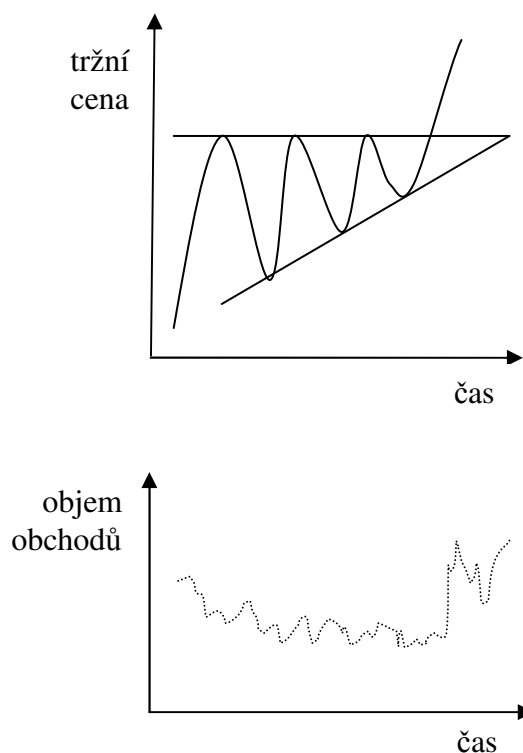 tržní
cena
čas
objem
obchodů
čas